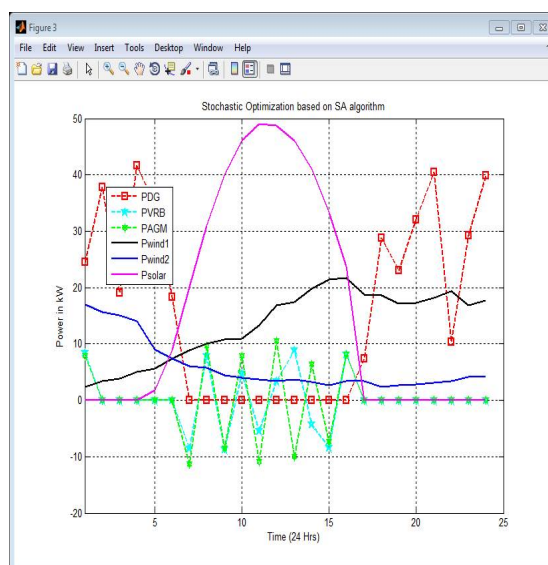 Figure 3
File Edit View Insert Tools Desktop Window Help
Stochastic Optimization based on SA algorithm
50
40
30
20
10
0
-10
-20
Power in kW
PDG
PVRB
PAGM
Pwind1
Pwind2
Psolar
5 10 15 20 25
Time (24 Hrs)